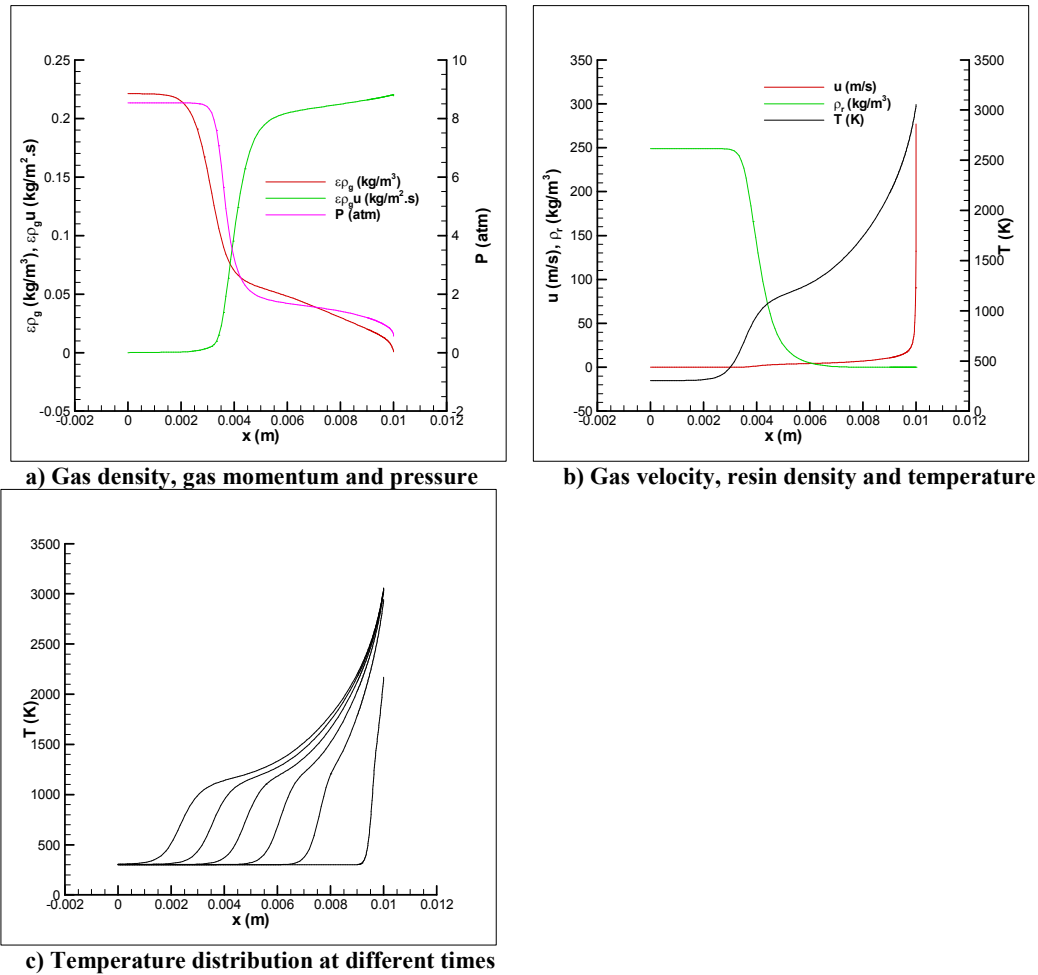 0.25
0.2
0.15
0.1
0.05
0
-0.05
10
8
6
4
2
0
-2
-0.002 0 0.002 0.004 0.006 0.008 0.01 0.012
x (m)
ερg (kg/m³), ερgu (kg/m².s)
P (atm)
ερg (kg/m³)
ερgu (kg/m².s)
P (atm)
a) Gas density, gas momentum and pressure
350
300
250
200
150
100
50
0
-50
3500
3000
2500
2000
1500
1000
500
0
-0.002 0 0.002 0.004 0.006 0.008 0.01 0.012
x (m)
u (m/s), ρr (kg/m³)
T (K)
u (m/s)
ρr (kg/m³)
T (K)
b) Gas velocity, resin density and temperature
3500
3000
2500
2000
1500
1000
500
0
-0.002 0 0.002 0.004 0.006 0.008 0.01 0.012
x (m)
T (K)
c) Temperature distribution at different times